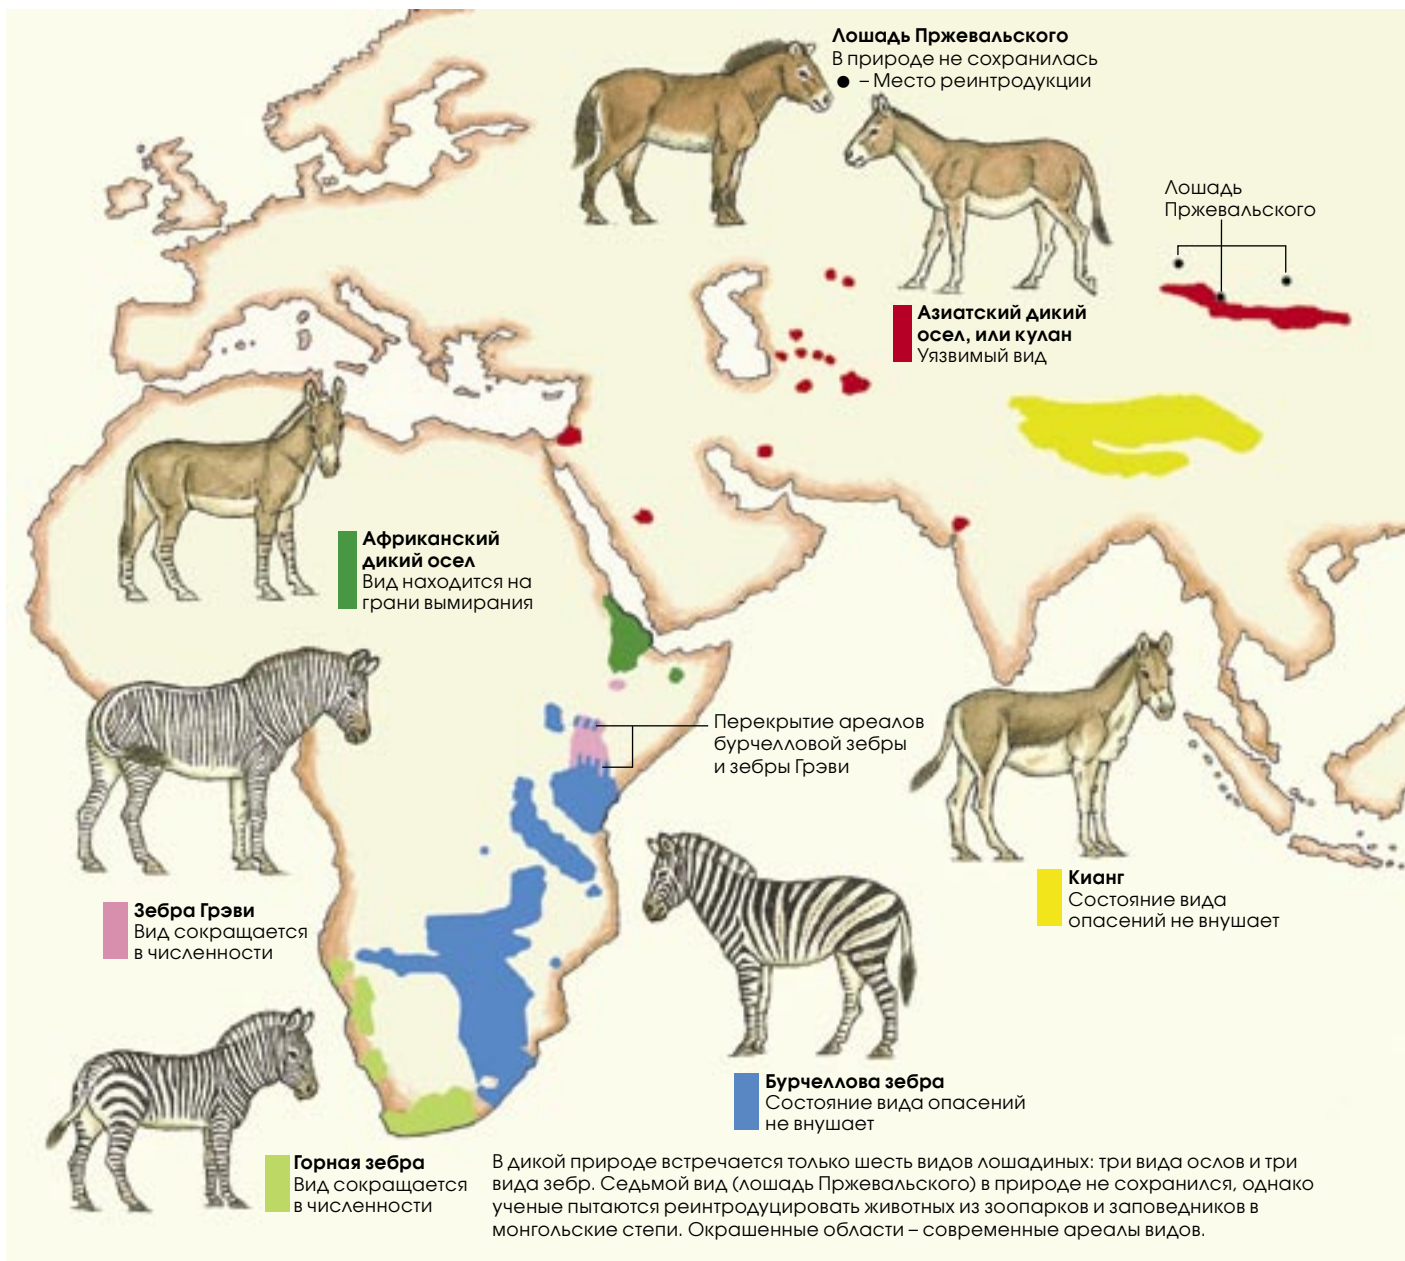 Лошадь Пржевальского
В природе не сохранилась
● – Место реинтродукции
Лошадь
Пржевальского
Азиатский дикий
осел, или кулан
Уязвимый вид
Африканский
дикий осел
Вид находится на
грани вымирания
Перекрытие ареалов
бурчелловой зебры
и зебры Грэви
Кианг
Состояние вида
опасений не внушает
Зебра Грэви
Вид сокращается
в численности
Бурчеллова зебра
Состояние вида опасений
не внушает
Горная зебра
Вид сокращается
в численности
В дикой природе встречается только шесть видов лошадиных: три вида ослов и три
вида зебр. Седьмой вид (лошадь Пржевальского) в природе не сохранился, однако
ученые пытаются реинтродуцировать животных из зоопарков и заповедников в
монгольские степи. Окрашенные области – современные ареалы видов.